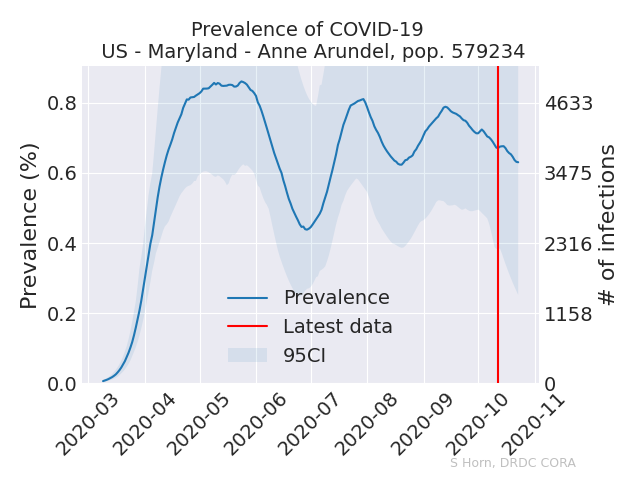 Prevalence of COVID-19
US - Maryland - Anne Arundel, pop. 579234
Prevalence (%)
0.8
0.6
0.4
0.2
0.0
4633
3475
2316
1158
0
# of infections
Prevalence
Latest data
95CI
2020-03
2020-04
2020-05
2020-06
2020-07
2020-08
2020-09
2020-10
2020-11
S Horn, DRDC CORA